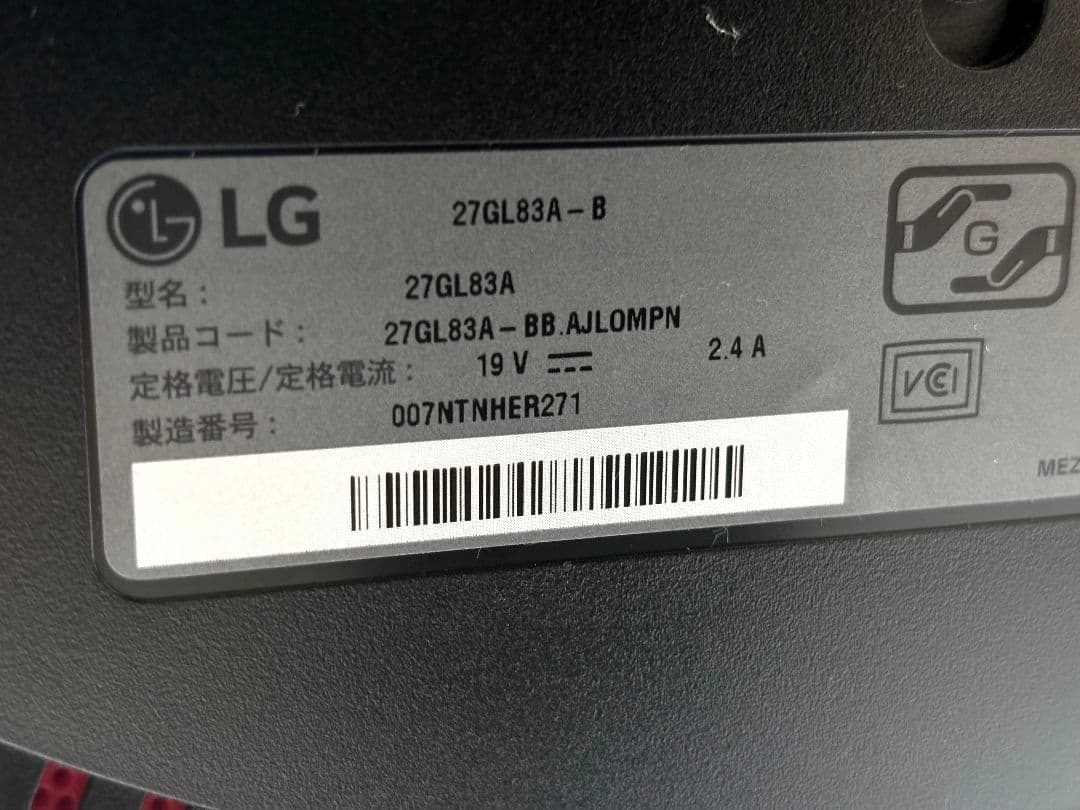 LG 27GL83A-B
型名： 27GL83A
製品コード： 27GL83A-BB.AJLOMPN
定格電圧/定格電流： 19 V 2.4 A
製造番号： 007NTNHER271
G
VCCI
MEZ